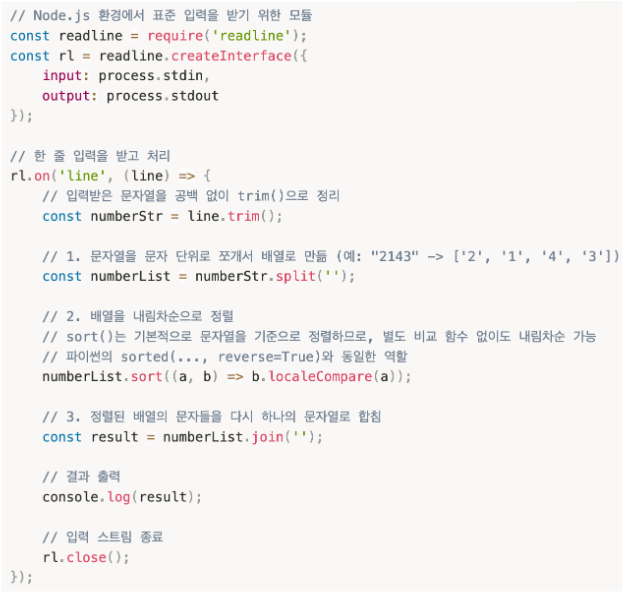 // Node.js 환경에서 표준 입력을 받기 위한 모듈
const readline = require('readline');
const rl = readline.createInterface({
    input: process.stdin,
    output: process.stdout
});

// 한 줄 입력을 받고 처리
rl.on('line', (line) => {
    // 입력받은 문자열을 공백 없이 trim()으로 정리
    const numberStr = line.trim();

    // 1. 문자열을 문자 단위로 쪼개서 배열로 만듦 (예: "2143" -> ['2', '1', '4', '3'])
    const numberList = numberStr.split('');

    // 2. 배열을 내림차순으로 정렬
    // sort()는 기본적으로 문자열을 기준으로 정렬하므로, 별도 비교 함수 없이도 내림차순 가능
    // 파이썬의 sorted(..., reverse=True)와 동일한 역할
    numberList.sort((a, b) => b.localeCompare(a));

    // 3. 정렬된 배열의 문자들을 다시 하나의 문자열로 합침
    const result = numberList.join('');

    // 결과 출력
    console.log(result);

    // 입력 스트림 종료
    rl.close();
});